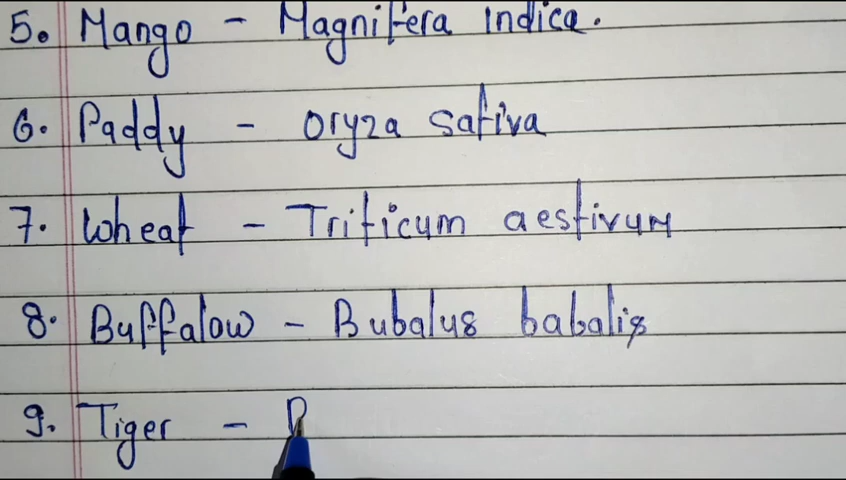 5. Mango - Magnifera indica.
6. Paddy - oryza sativa
7. Wheat - Triticum aestivum
8. Buffalow - Bubalus babalis
9. Tiger - P